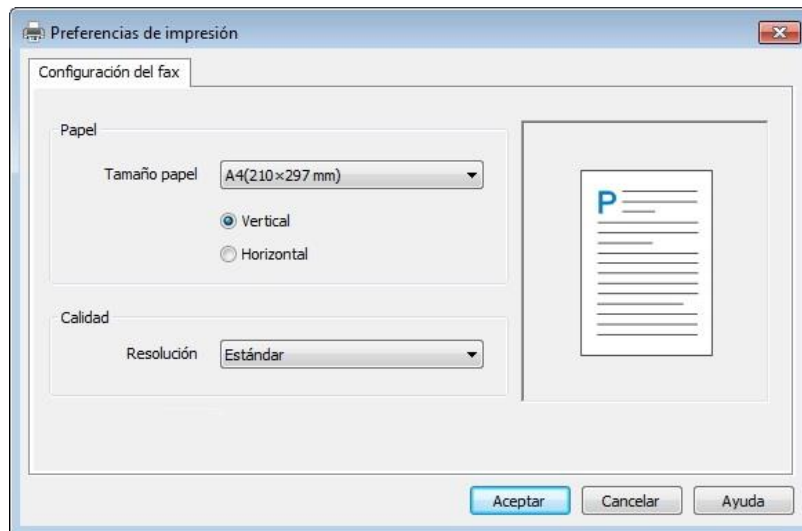 Preferencias de impresión
Configuración del fax
Papel
Tamaño papel A4(210×297 mm)
Vertical
Horizontal
P
Calidad
Resolución Estándar
Aceptar Cancelar Ayuda